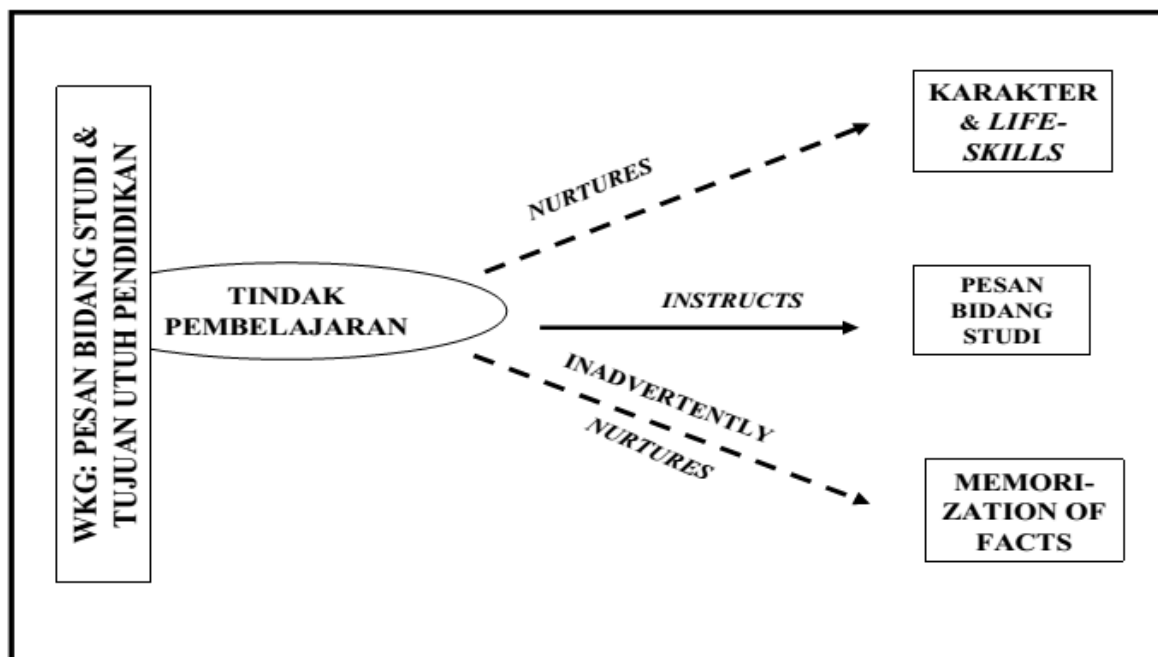 WKG: PESAN BIDANG STUDI &
TUJUAN UTUH PENDIDIKAN
TINDAK
PEMBELAJARAN
NURTURES
INSTRUCTS
INADVERTENTLY
NURTURES
KARAKTER
& LIFE-
SKILLS
PESAN
BIDANG
STUDI
MEMORI-
ZATION OF
FACTS